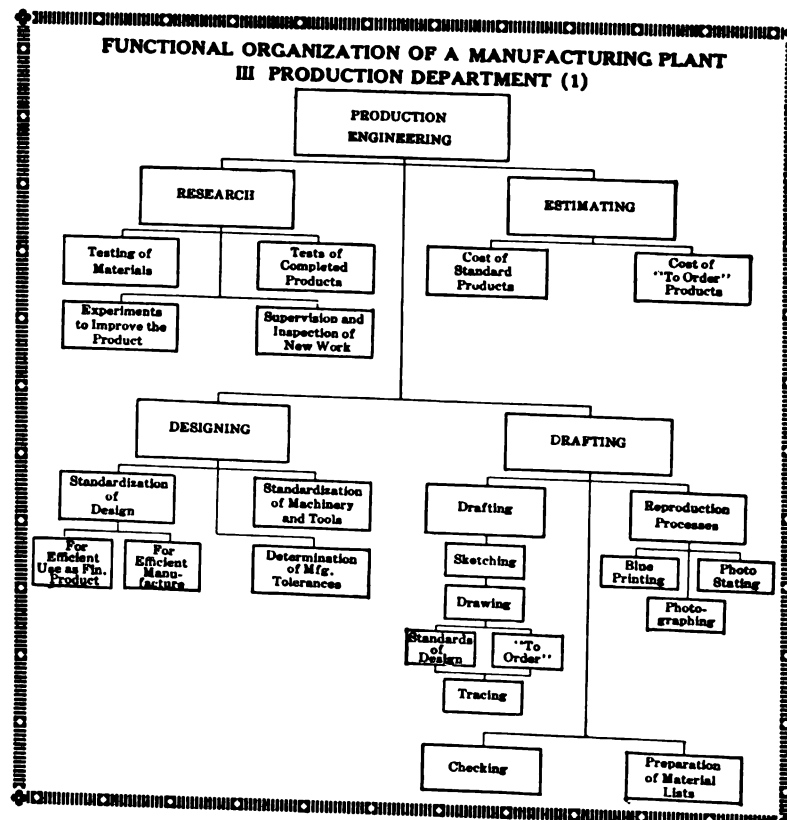 FUNCTIONAL ORGANIZATION OF A MANUFACTURING PLANT
III PRODUCTION DEPARTMENT (1)
PRODUCTION
ENGINEERING
RESEARCH
ESTIMATING
Testing of
Materials
Tests of
Completed
Products
Cost of
Standard
Products
Cost of
"To Order"
Products
Experiments
to Improve the
Product
Supervision and
Inspection of
New Work
DESIGNING
DRAFTING
Standardization
of
Design
Standardization
of Machinery
and Tools
Drafting
Reproduction
Processes
For
Efficient
Use as Fin.
Product
For
Efficient
Manu-
facture
Determination
of Mfg.
Tolerances
Sketching
Blue
Printing
Photo
Stating
Drawing
Photo-
graphing
Standards
of
Design
"To
Order"
Tracing
Checking
Preparation
of Material
Lists